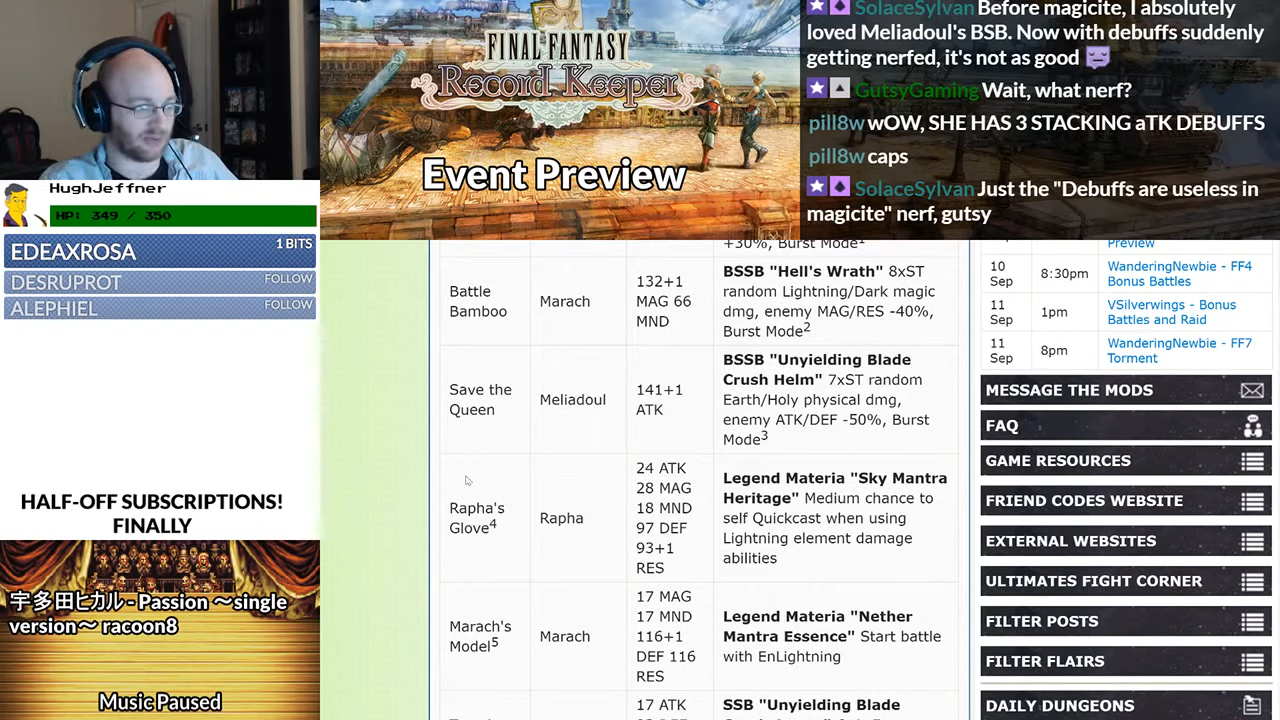 HughJeffner
HP: 349 / 350
EDEAXROSA
1 BITS
DESRUPROT
FOLLOW
ALEPHIEL
FOLLOW
HALF-OFF SUBSCRIPTIONS!
FINALLY
宇多田ヒカル - Passion ～single
version～ racoon8
Music Paused
FINAL FANTASY
Record Keeper
Event Preview
SolaceSylvan Before magicite, I absolutely
loved Meliadoul's BSB. Now with debuffs suddenly
getting nerfed, it's not as good
GutsyGaming Wait, what nerf?
pill8w wOW, SHE HAS 3 STACKING aTK DEBUFFS
pill8w caps
SolaceSylvan Just the "Debuffs are useless in
magicite" nerf, gutsy
+30%, Burst Mode1
Battle
Bamboo
Marach
132+1
MAG 66
MND
BSSB "Hell's Wrath" 8xST
random Lightning/Dark magic
dmg, enemy MAG/RES -40%,
Burst Mode2
Save the
Queen
Meliadoul
141+1
ATK
BSSB "Unyielding Blade
Crush Helm" 7xST random
Earth/Holy physical dmg,
enemy ATK/DEF -50%, Burst
Mode3
Rapha's
Glove4
Rapha
24 ATK
28 MAG
18 MND
97 DEF
93+1
RES
Legend Materia "Sky Mantra
Heritage" Medium chance to
self Quickcast when using
Lightning element damage
abilities
Marach's
Model5
Marach
17 MAG
17 MND
116+1
DEF 116
RES
Legend Materia "Nether
Mantra Essence" Start battle
with EnLightning
17 ATK
SSB "Unyielding Blade
Preview
10
Sep
8:30pm
WanderingNewbie - FF4
Bonus Battles
11
Sep
1pm
VSilverwings - Bonus
Battles and Raid
11
Sep
8pm
WanderingNewbie - FF7
Torment
MESSAGE THE MODS
FAQ
GAME RESOURCES
FRIEND CODES WEBSITE
EXTERNAL WEBSITES
ULTIMATES FIGHT CORNER
FILTER POSTS
FILTER FLAIRS
DAILY DUNGEONS